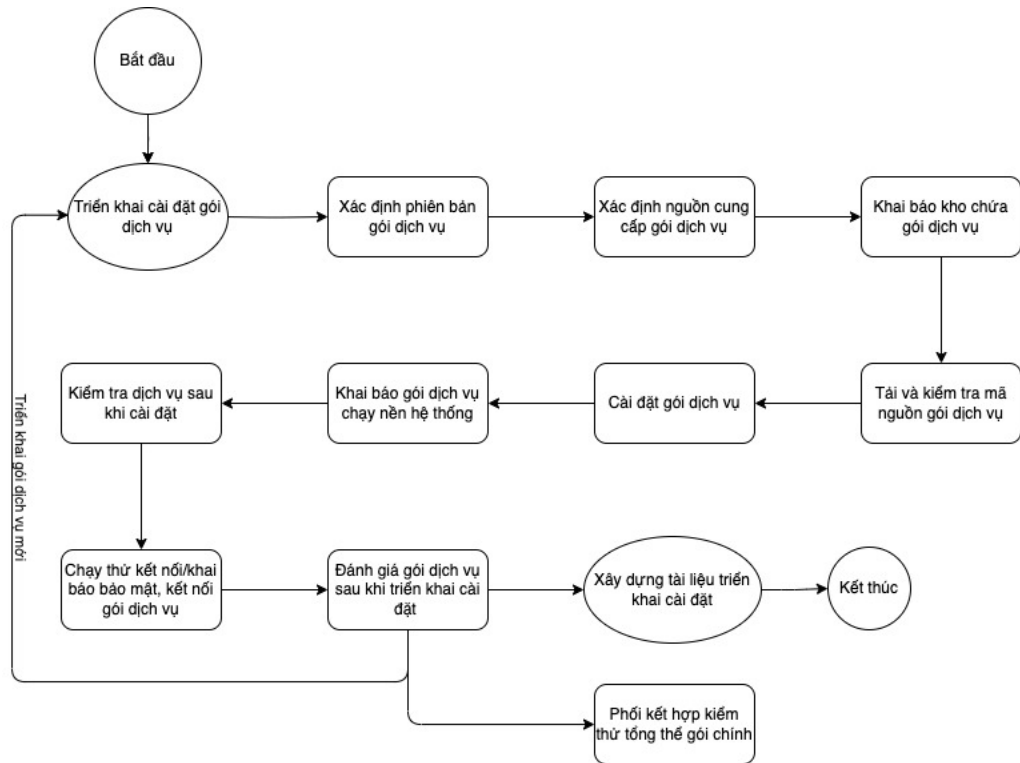 Bắt đầu
Triển khai cài đặt gói
dịch vụ
Xác định phiên bản
gói dịch vụ
Xác định nguồn cung
cấp gói dịch vụ
Khai báo kho chứa
gói dịch vụ
Kiểm tra dịch vụ sau
khi cài đặt
Khai báo gói dịch vụ
chạy nền hệ thống
Cài đặt gói dịch vụ
Tải và kiểm tra mã
nguồn gói dịch vụ
Triển khai gói dịch vụ mới
Chạy thử kết nối/khai
báo bảo mật, kết nối
gói dịch vụ
Đánh giá gói dịch vụ
sau khi triển khai cài
đặt
Xây dựng tài liệu triển
khai cài đặt
Kết thúc
Phối kết hợp kiểm
thử tổng thể gói chính